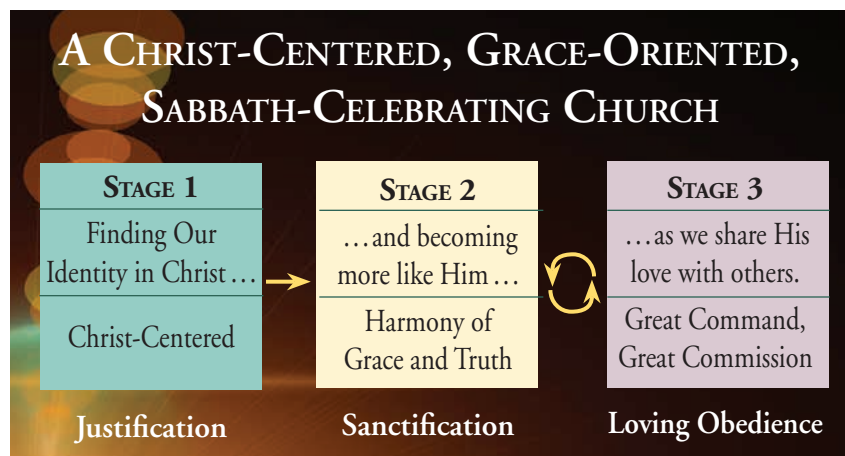 A Christ-Centered, Grace-Oriented,
Sabbath-Celebrating Church
Stage 1
Finding Our
Identity in Christ…
Christ-Centered
Justification
Stage 2
…and becoming
more like Him…
Harmony of
Grace and Truth
Sanctification
Stage 3
…as we share His
love with others.
Great Command,
Great Commission
Loving Obedience